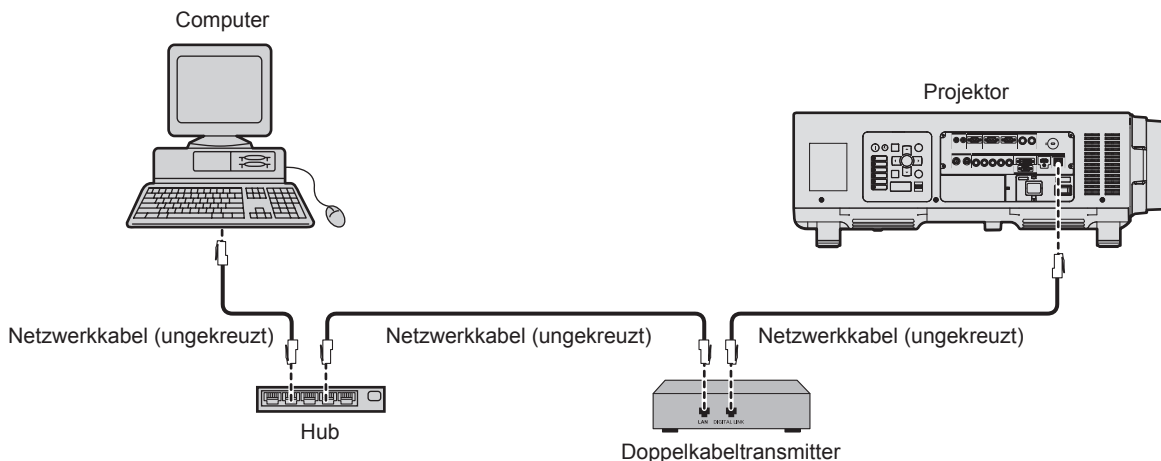 Computer
Projektor
Netzwerkkabel (ungekreuzt)
Netzwerkkabel (ungekreuzt)
Netzwerkkabel (ungekreuzt)
LAN
DIGITAL LINK
Hub
Doppelkabeltransmitter